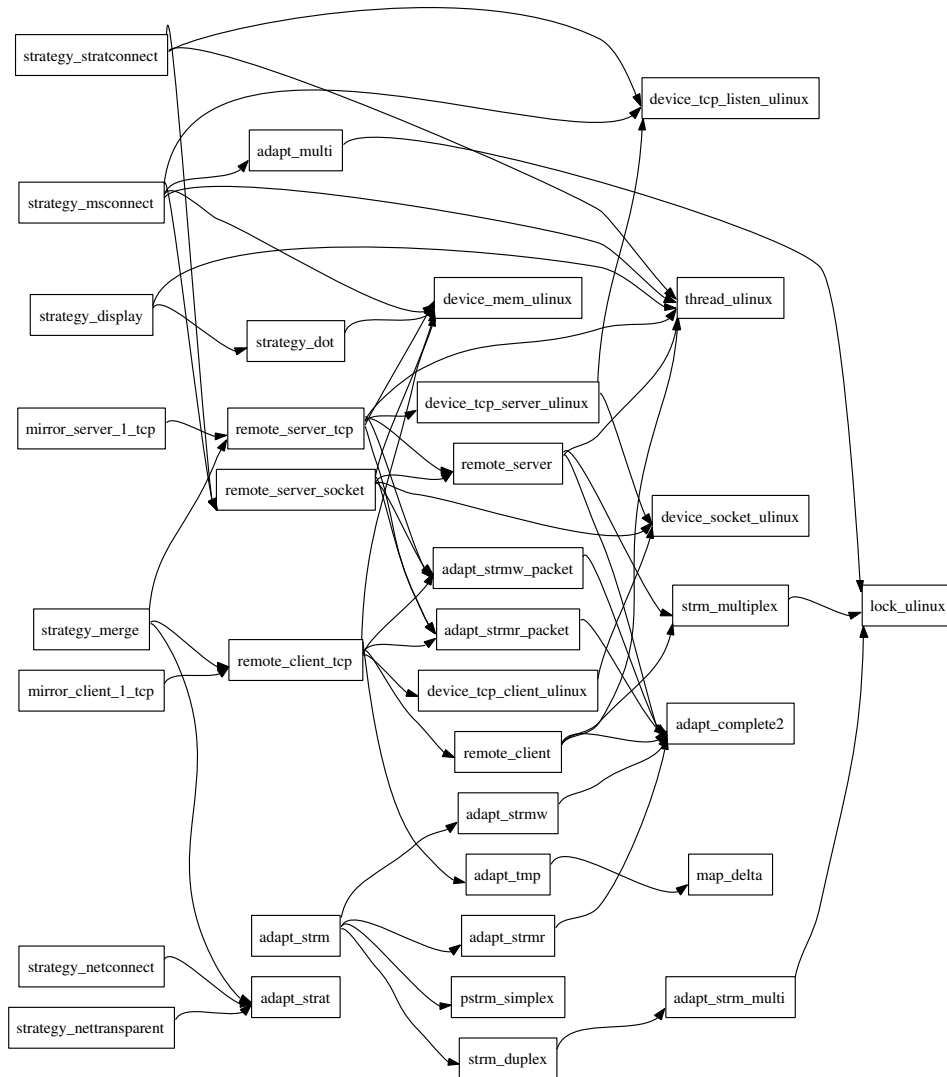 strategy_stratconnect
device_tcp_listen_ulinux
adapt_multi
strategy_msconnect
device_mem_ulinux
thread_ulinux
strategy_display
strategy_dot
device_tcp_server_ulinux
mirror_server_1_tcp
remote_server_tcp
remote_server
remote_server_socket
device_socket_ulinux
adapt_strmw_packet
strm_multiplex
lock_ulinux
strategy_merge
adapt_strmr_packet
remote_client_tcp
mirror_client_1_tcp
device_tcp_client_ulinux
adapt_complete2
remote_client
adapt_strmw
adapt_tmp
map_delta
adapt_strm
adapt_strmr
strategy_netconnect
adapt_strat
pstrm_simplex
adapt_strm_multi
strategy_nettransparent
strm_duplex